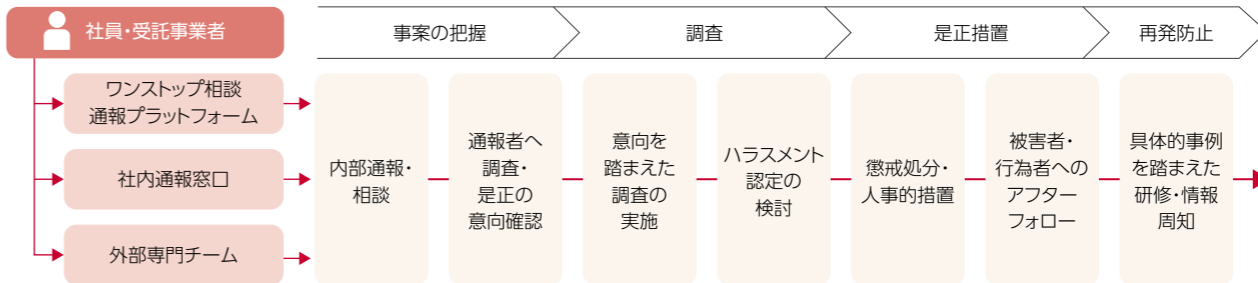 社員・受託事業者
事案の把握
調査
是正措置
再発防止
ワンストップ相談
通報プラットフォーム
社内通報窓口
外部専門チーム
内部通報・
相談
通報者へ
調査・
是正の
意向確認
意向を
踏まえた
調査の
実施
ハラスメント
認定の
検討
懲戒処分・
人事的措置
被害者・
行為者への
アフター
フォロー
具体的事例
を踏まえた
研修・情報
周知